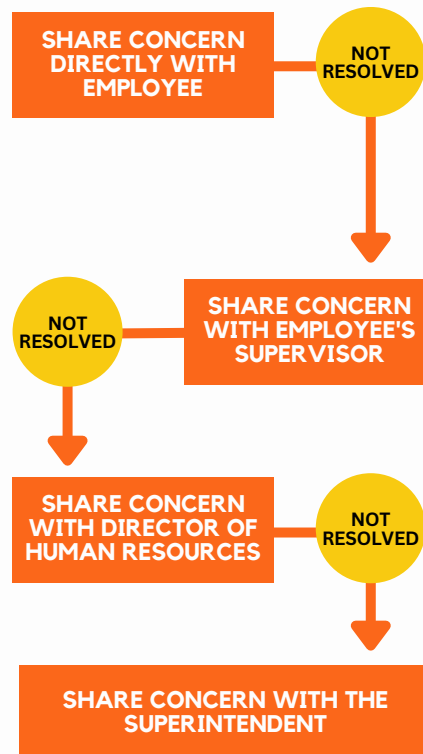 SHARE CONCERN
DIRECTLY WITH
EMPLOYEE
NOT
RESOLVED
SHARE CONCERN
WITH EMPLOYEE'S
SUPERVISOR
NOT
RESOLVED
SHARE CONCERN
WITH DIRECTOR OF
HUMAN RESOURCES
NOT
RESOLVED
SHARE CONCERN WITH THE
SUPERINTENDENT